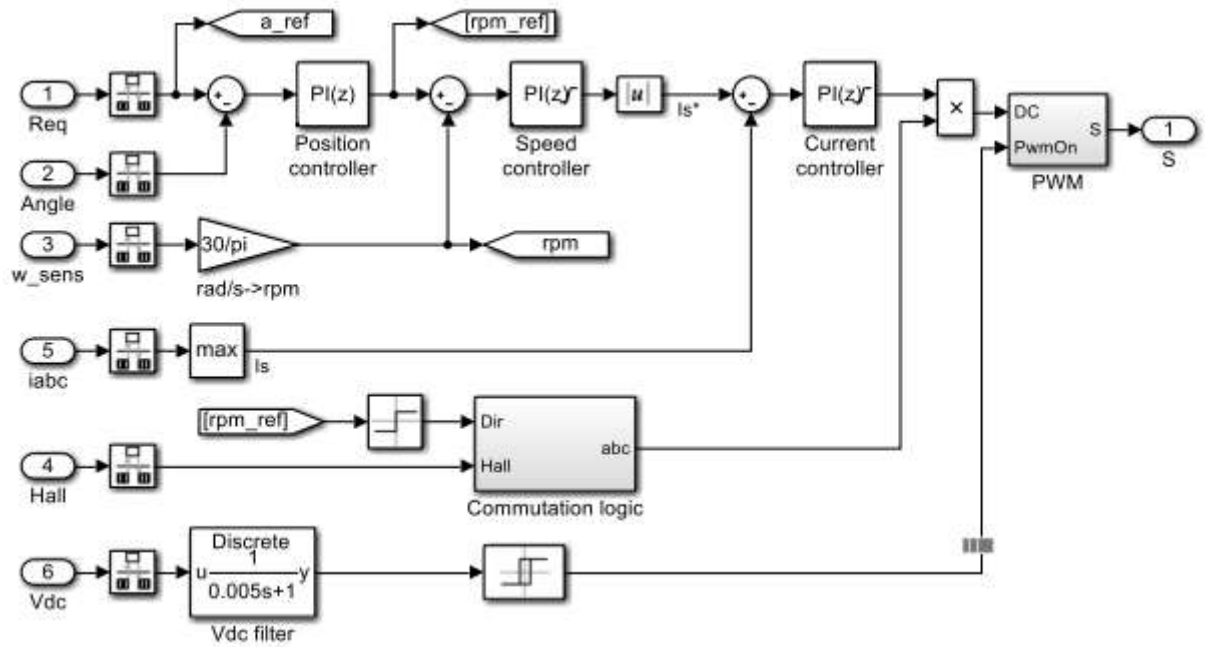 a_ref
[rpm_ref]
1
Req
+
-
PI(z)
Position
controller
+
-
PI(z)
Speed
controller
|u|
Is*
+
-
PI(z)
Current
controller
×
DC
PwmOn
S
PWM
1
S
2
Angle
3
w_sens
30/pi
rad/s->rpm
rpm
5
iabc
max
Is
[rpm_ref]
Dir
Hall
abc
Commutation logic
4
Hall
6
Vdc
Discrete
1
u
y
0.005s+1
Vdc filter